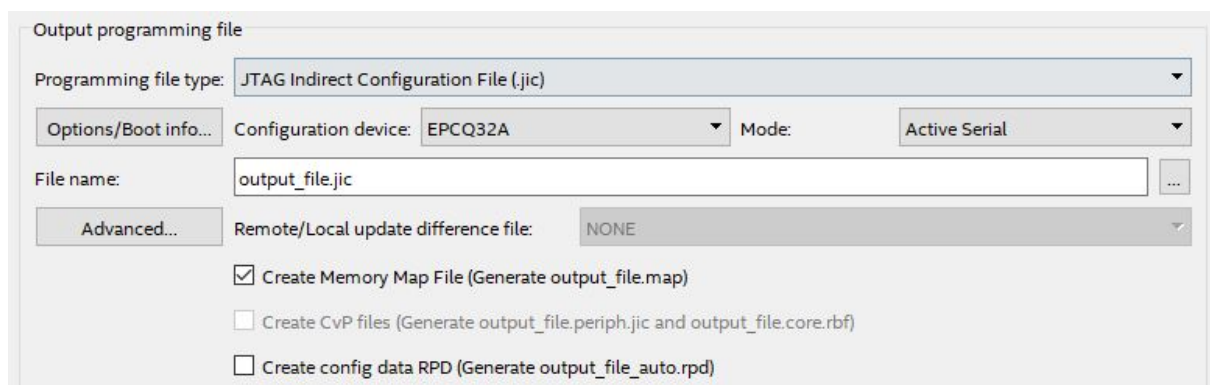 Output programming file
Programming file type: JTAG Indirect Configuration File (.jic)
Options/Boot info... Configuration device: EPCQ32A Mode: Active Serial
File name: output_file.jic ...
Advanced... Remote/Local update difference file: NONE
Create Memory Map File (Generate output_file.map)
Create CvP files (Generate output_file.periph.jic and output_file.core.rbf)
Create config data RPD (Generate output_file_auto.rpd)